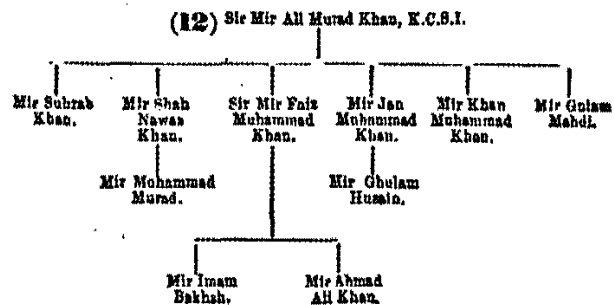 (12) Sir Mir Ali Murad Khan, K.C.S.I.
Mir Suhrab Khan.
Mir Shah Nawaz Khan.
Sir Mir Faiz Muhammad Khan.
Mir Jan Muhammad Khan.
Mir Khan Muhammad Khan.
Mir Gulam Mahdi.
Mir Mohammad Murad.
Mir Ghulam Husain.
Mir Imam Bakhsh.
Mir Ahmad Ali Khan.